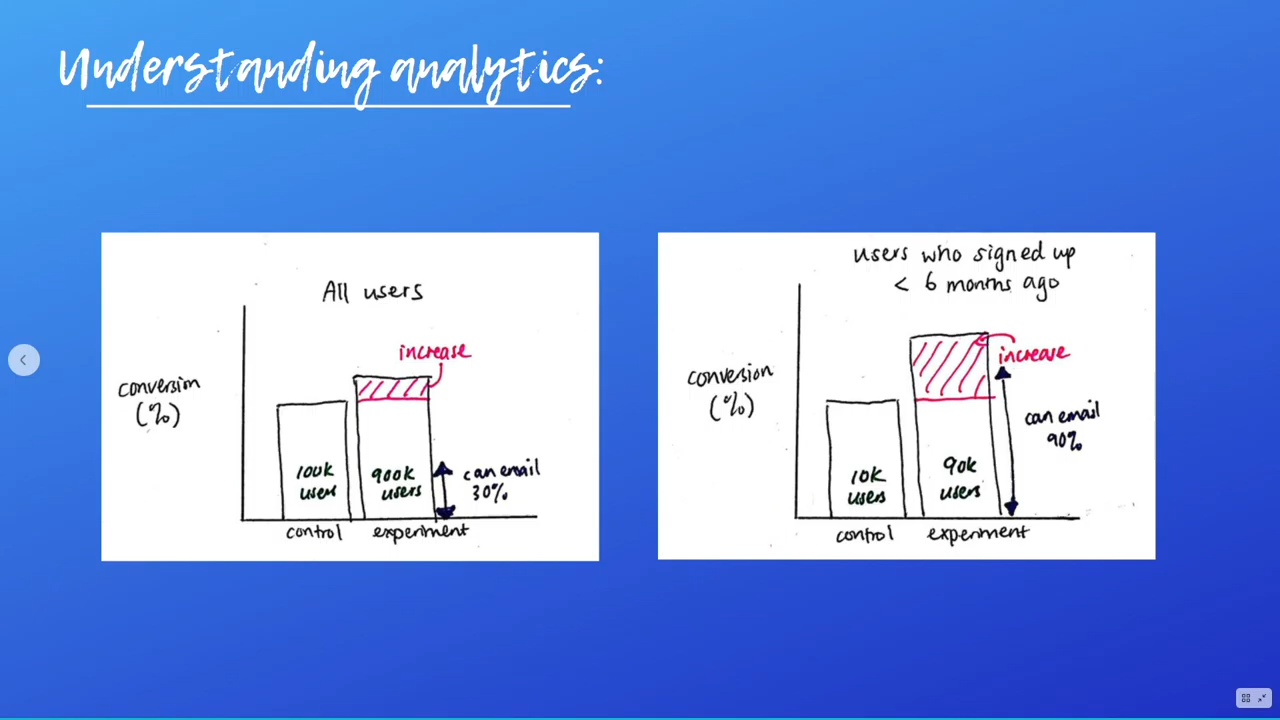 Understanding analytics:
All users
increase
conversion
(%)
100k
users
900k
users
can email
30%
control
experiment
users who signed up
< 6 months ago
increase
conversion
(%)
can email
90%
10k
users
90k
users
control
experiment